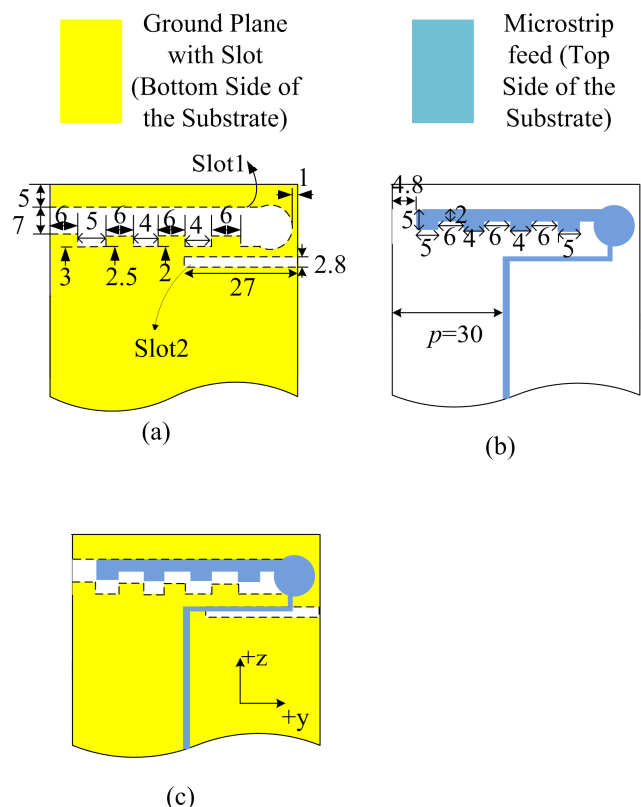 Ground Plane
with Slot
(Bottom Side of
the Substrate)
Microstrip
feed (Top
Side of the
Substrate)
Slot1
1
5
7
6
5
6
4
6
4
6
3
2.5
2
2.8
27
Slot2
(a)
4.8
5
2
5
6
4
6
4
6
5
p=30
(b)
+z
+y
(c)